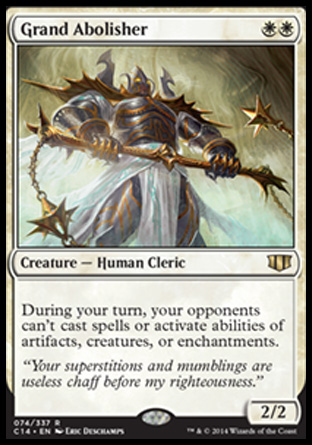 Grand Abolisher
Creature — Human Cleric
During your turn, your opponents
can't cast spells or activate abilities of
artifacts, creatures, or enchantments.
"Your superstitions and mumblings are
useless chaff before my righteousness."
2/2
074/337 R
C14 • EN Eric Deschamps
™ & © 2014 Wizards of the Coast